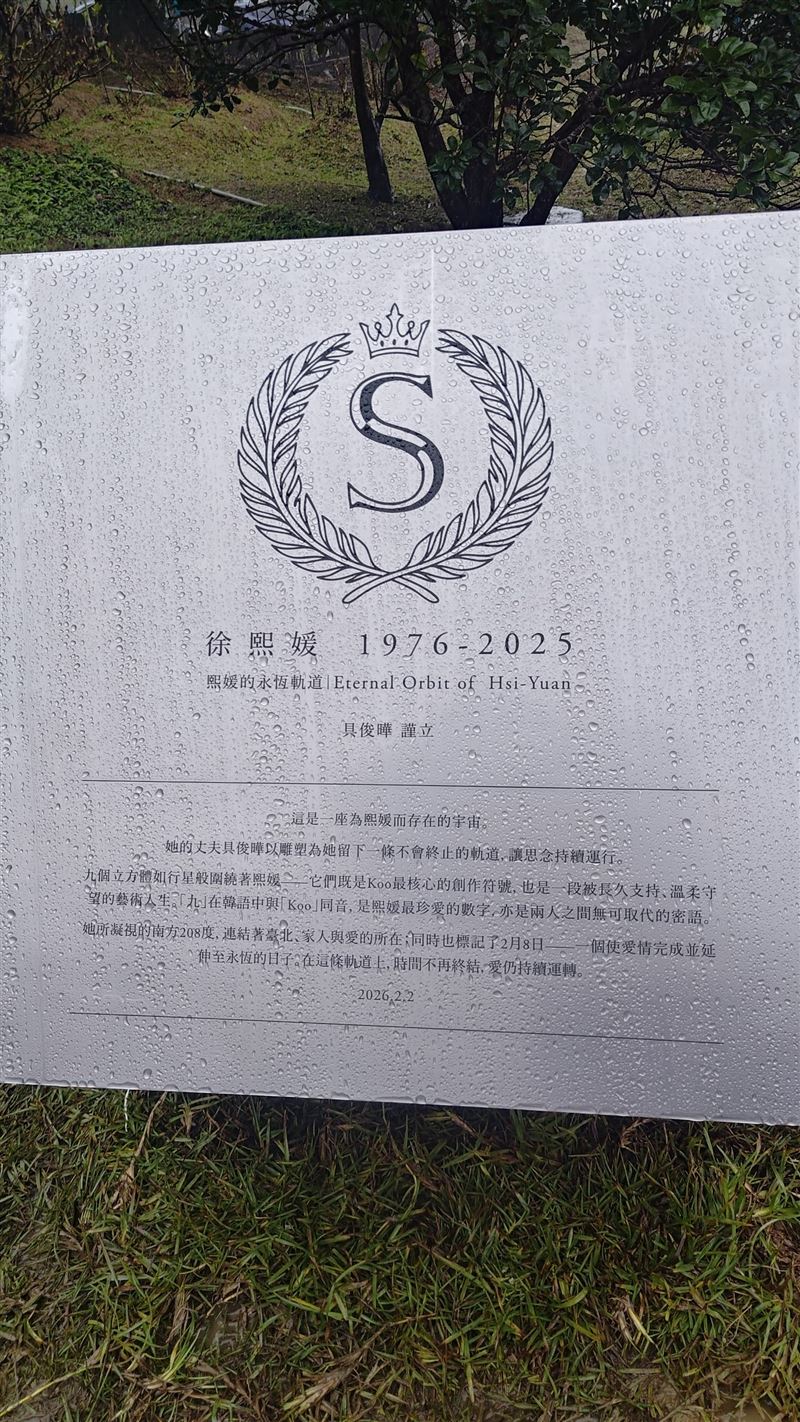 S
徐熙媛 1976-2025
熙媛的永恆軌道|Eternal Orbit of Hsi-Yuan
具俊曄 謹立
這是一座為熙媛而存在的宇宙。
她的丈夫具俊曄以雕塑為她留下一條不會終止的軌道,讓思念持續運行。
九個立方體如行星般圍繞著熙媛——它們既是Koo最核心的創作符號,也是一段被長久支持、溫柔守
望的藝術人生。「九」在韓語中與「Koo」同音,是熙媛最珍愛的數字,亦是兩人之間無可取代的密語。
她所凝視的南方208度,連結著臺北、家人與愛的所在;同時也標記了2月8日——一個使愛情完成並延
伸至永恆的日子。在這條軌道上,時間不再終結,愛仍持續運轉。
2026.2.2